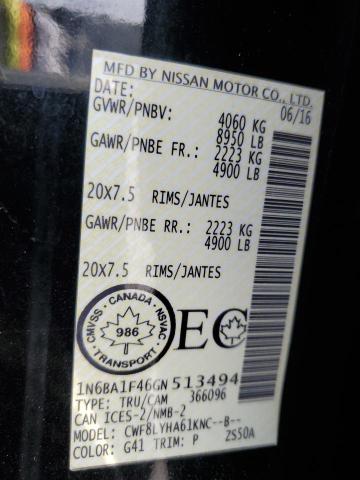 MFD BY NISSAN MOTOR CO., LTD.
DATE: 06/16
GVWR/PNBV: 4060 KG
8950 LB
GAWR/PNBE FR.: 2223 KG
4900 LB
20X7.5 RIMS/JANTES
GAWR/PNBE RR.: 2223 KG
4900 LB
20X7.5 RIMS/JANTES
CMVSS · CANADA · NSVAC
986
TRANSPORT
EC
1N6BA1F46GN513494
TYPE: TRU/CAM 366096
CAN ICES-2/NMB-2
MODEL: CWF8LYHA61KNC--B--
COLOR: G41 TRIM: P ZS50A